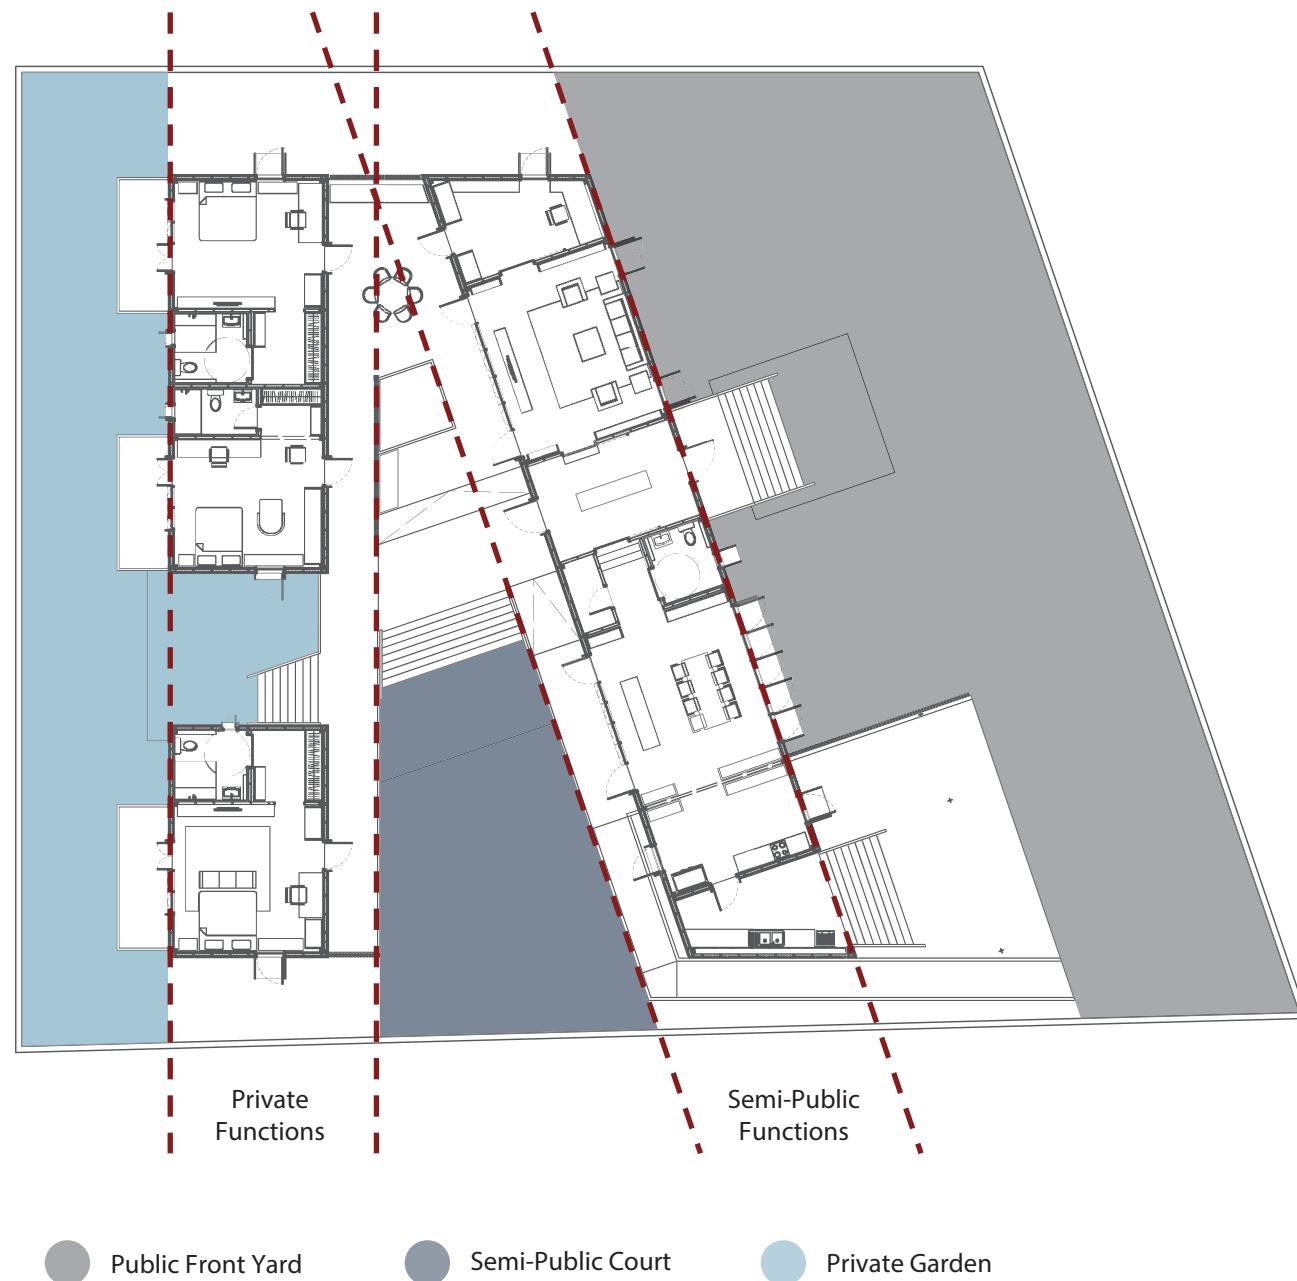 Private
Functions
Semi-Public
Functions
Public Front Yard
Semi-Public Court
Private Garden